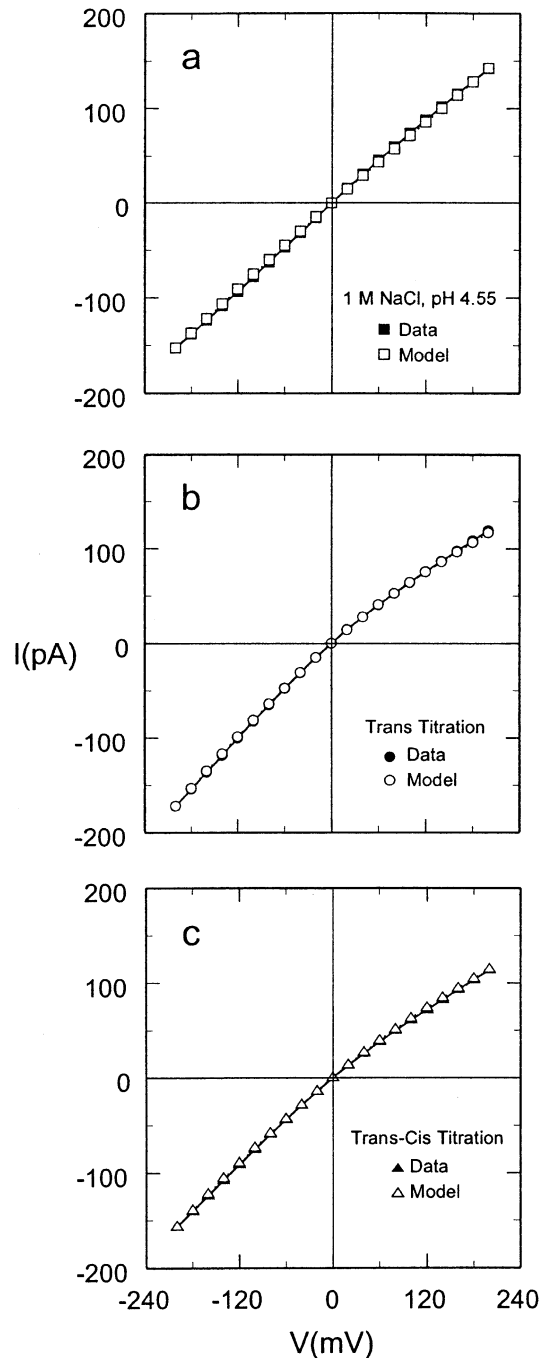 200
a
100
0
-100
1 M NaCl, pH 4.55
Data
Model
-200
200
b
100
I(pA)
0
-100
Trans Titration
Data
Model
-200
200
c
100
0
-100
Trans-Cis Titration
Data
Model
-200
-240 -120 0 120 240
V(mV)